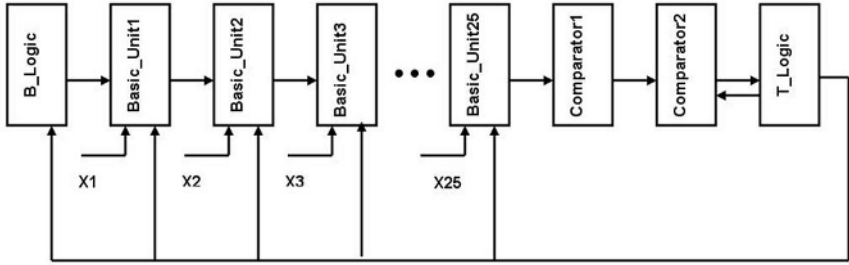 B_Logic
Basic_Unit1
Basic_Unit2
Basic_Unit3
Basic_Unit25
Comparator1
Comparator2
T_Logic
X1
X2
X3
X25